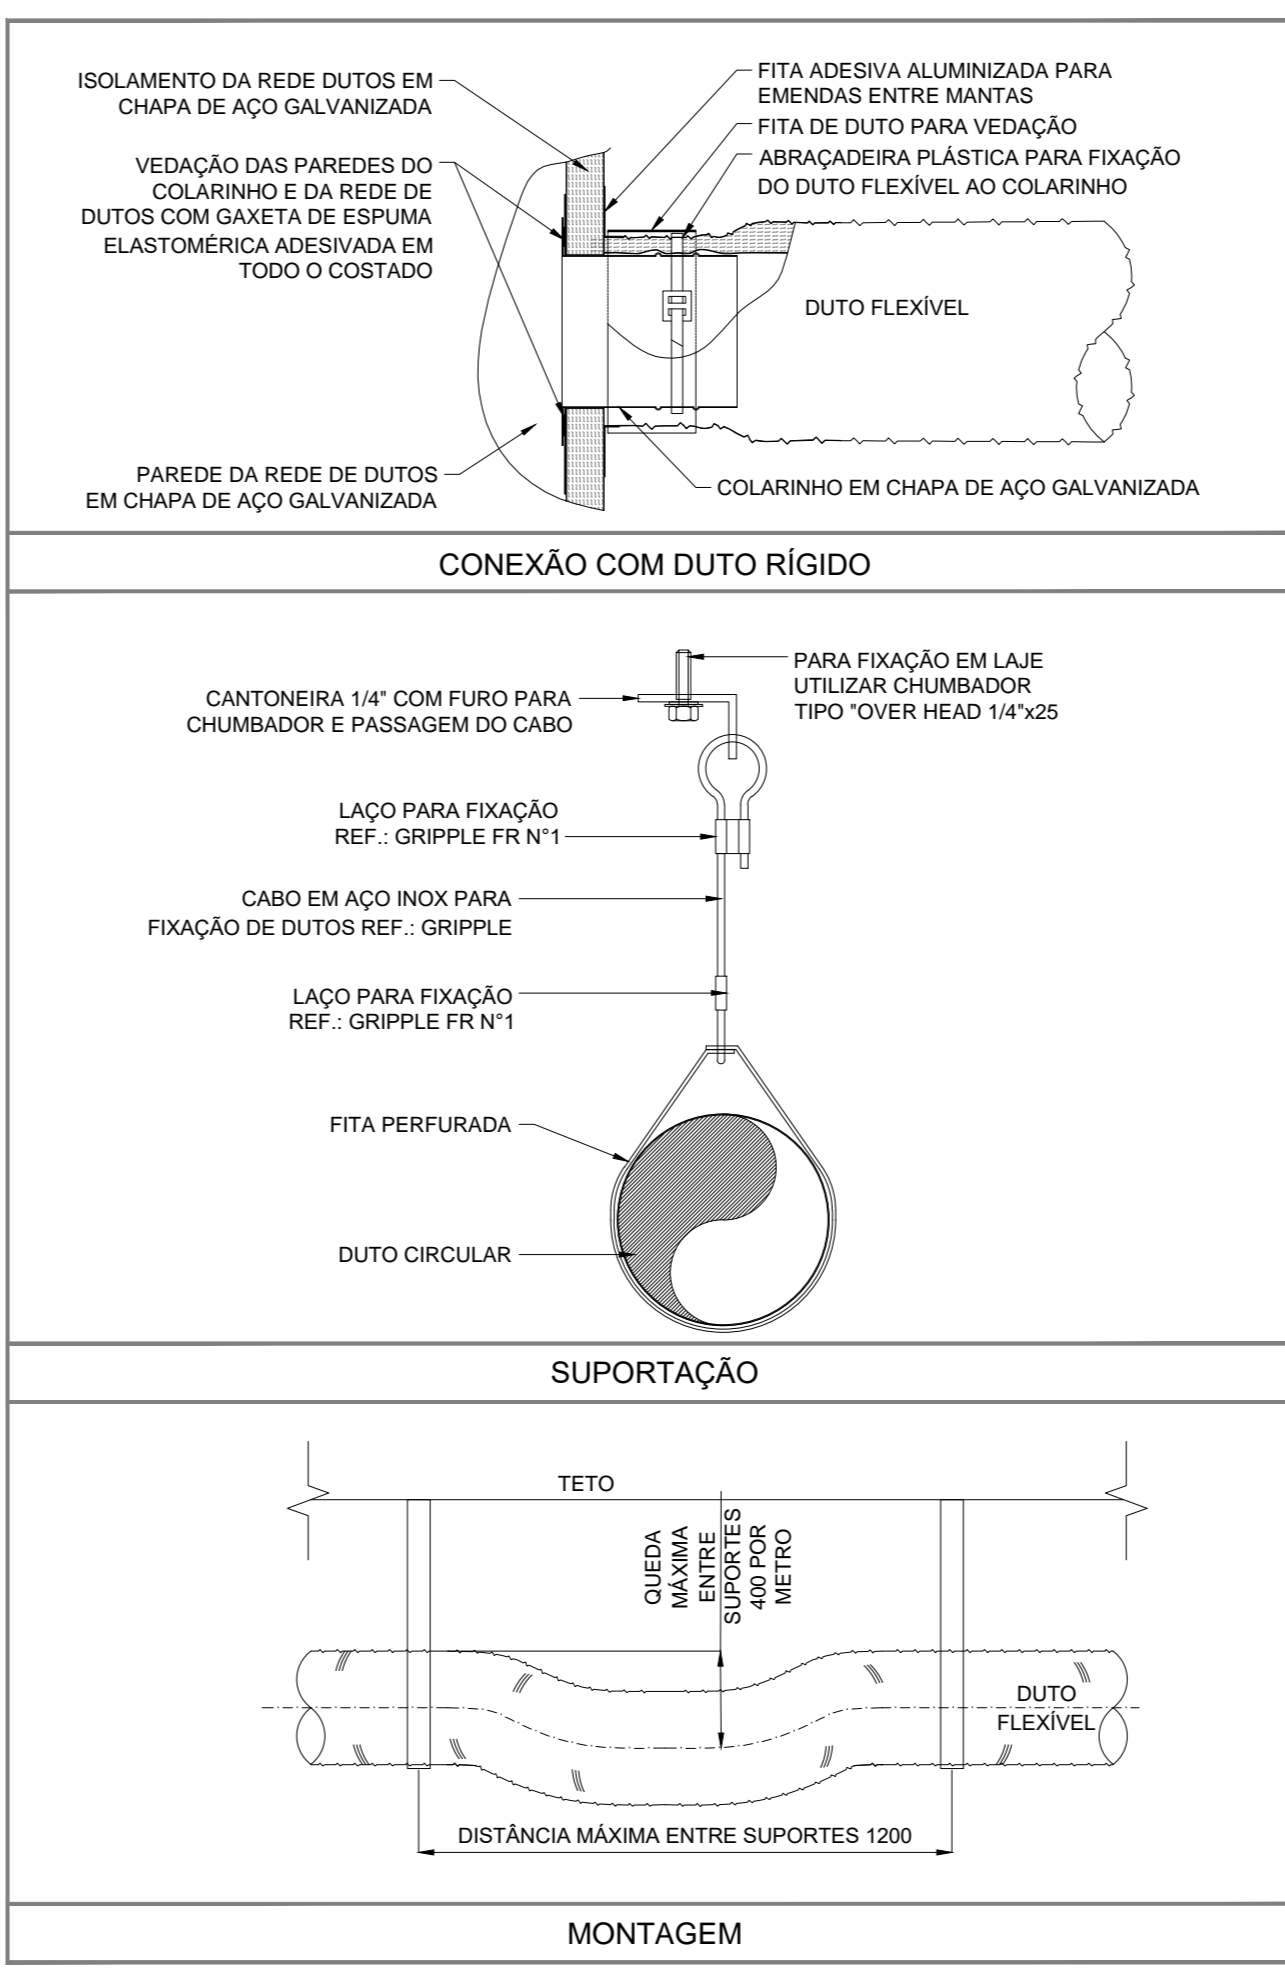 ISOLAMENTO DA REDE DUTOS EM
CHAPA DE AÇO GALVANIZADA
VEDAÇÃO DAS PAREDES DO
COLARINHO E DA REDE DE
DUTOS COM GAXETA DE ESPUMA
ELASTOMÉRICA ADESIVADA EM
TODO O COSTADO
PAREDE DA REDE DE DUTOS
EM CHAPA DE AÇO GALVANIZADA
FITA ADESIVA ALUMINIZADA PARA
EMENDAS ENTRE MANTAS
FITA DE DUTO PARA VEDAÇÃO
ABRAÇADEIRA PLÁSTICA PARA FIXAÇÃO
DO DUTO FLEXÍVEL AO COLARINHO
DUTO FLEXÍVEL
COLARINHO EM CHAPA DE AÇO GALVANIZADA
CONEXÃO COM DUTO RÍGIDO
CANTONEIRA 1/4" COM FURO PARA
CHUMBADOR E PASSAGEM DO CABO
PARA FIXAÇÃO EM LAJE
UTILIZAR CHUMBADOR
TIPO "OVER HEAD 1/4"x25
LAÇO PARA FIXAÇÃO
REF.: GRIPPLE FR N°1
CABO EM AÇO INOX PARA
FIXAÇÃO DE DUTOS REF.: GRIPPLE
LAÇO PARA FIXAÇÃO
REF.: GRIPPLE FR N°1
FITA PERFURADA
DUTO CIRCULAR
SUPORTAÇÃO
TETO
QUEDA
MÁXIMA
ENTRE
SUPORTES
400 POR
METRO
DUTO
FLEXÍVEL
DISTÂNCIA MÁXIMA ENTRE SUPORTES 1200
MONTAGEM